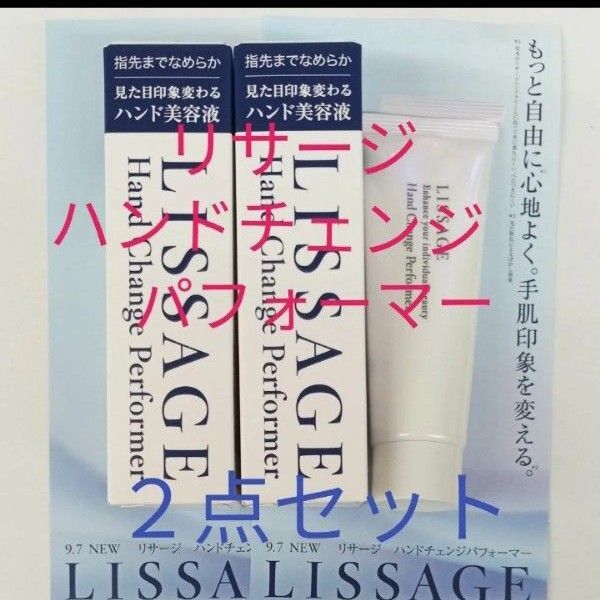 指先までなめらか
見た目印象変わる
ハンド美容液
LISSAGE
Hand Change Performer
指先までなめらか
見た目印象変わる
ハンド美容液
LISSAGE
Hand Change Performer
LISSAGE
Enhance your individual beauty
Hand Change Performer
もっと自由に、心地よく。手肌印象を変える。
リサージ
ハンドチェンジ
パフォーマー
2点セット
9.7 NEW リサージ ハンドチェン
LISSA
9.7 NEW リサージ ハンドチェンジパフォーマー
LISSAGE